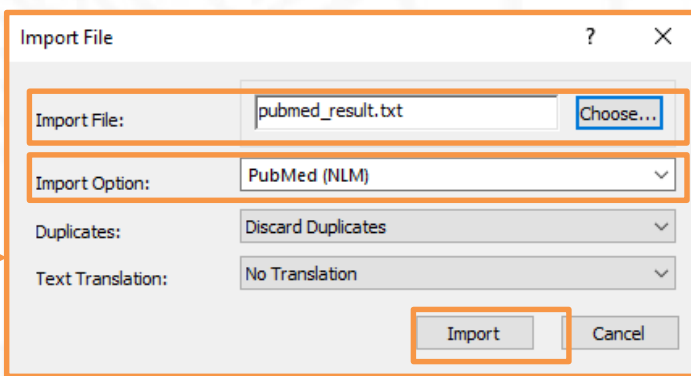 Import File ? ×
Import File: pubmed_result.txt Choose...
Import Option: PubMed (NLM)
Duplicates: Discard Duplicates
Text Translation: No Translation
Import Cancel